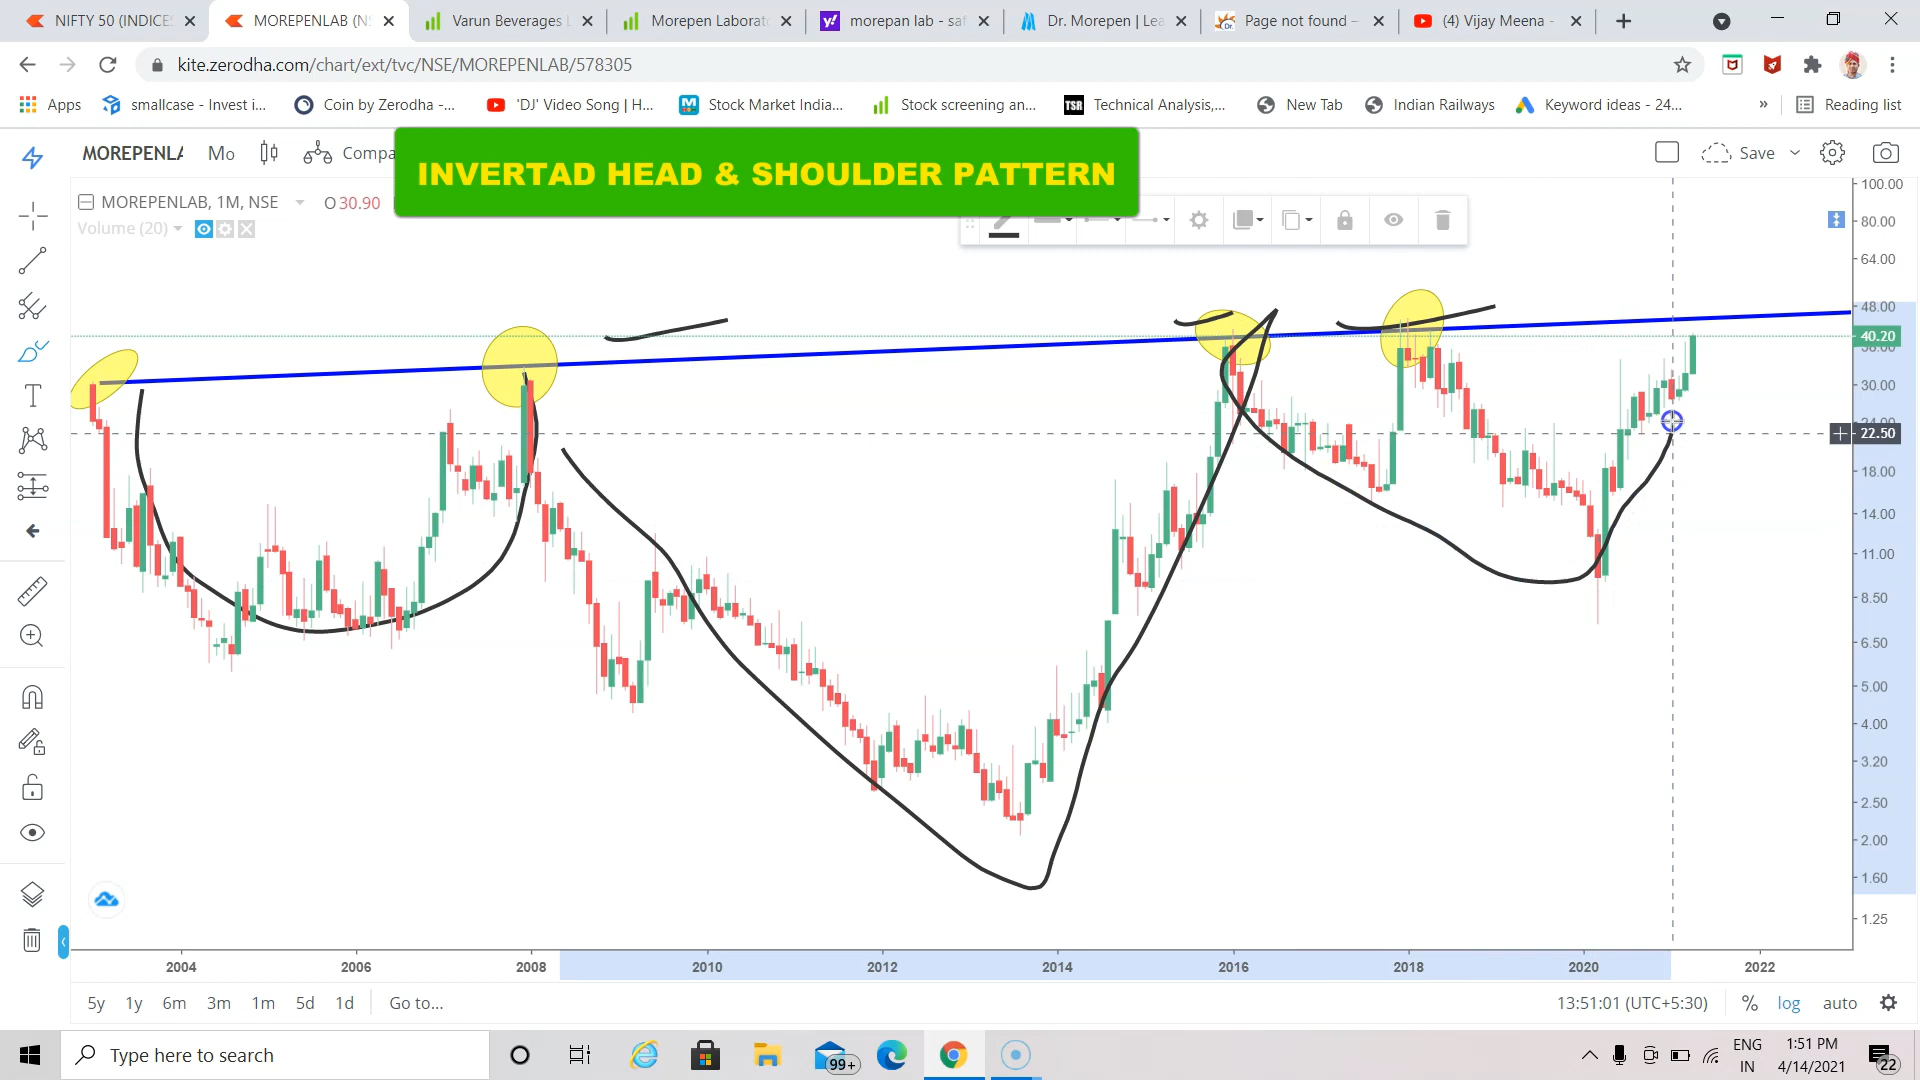 NIFTY 50 (INDICES
MOREPENLAB (NS
Varun Beverages L
Morepen Laborato
morepan lab - saf
Dr. Morepen | Lea
Page not found –
(4) Vijay Meena -
kite.zerodha.com/chart/ext/tvc/NSE/MOREPENLAB/578305
Apps
smallcase - Invest i...
Coin by Zerodha -...
'DJ' Video Song | H...
Stock Market India...
Stock screening an...
TSR
Technical Analysis,...
New Tab
Indian Railways
Keyword ideas - 24...
»
Reading list
MOREPENLA
Mo
Compa
INVERTAD HEAD & SHOULDER PATTERN
Save
MOREPENLAB, 1M, NSE
O30.90
Volume (20)
100.00
80.00
64.00
48.00
40.20
30.00
22.50
18.00
14.00
11.00
8.50
6.50
5.00
4.00
3.20
2.50
2.00
1.60
1.25
2004
2006
2008
2010
2012
2014
2016
2018
2020
2022
5y
1y
6m
3m
1m
5d
1d
Go to...
13:51:01 (UTC+5:30)
%
log
auto
Type here to search
99+
ENG
IN
1:51 PM
4/14/2021
22